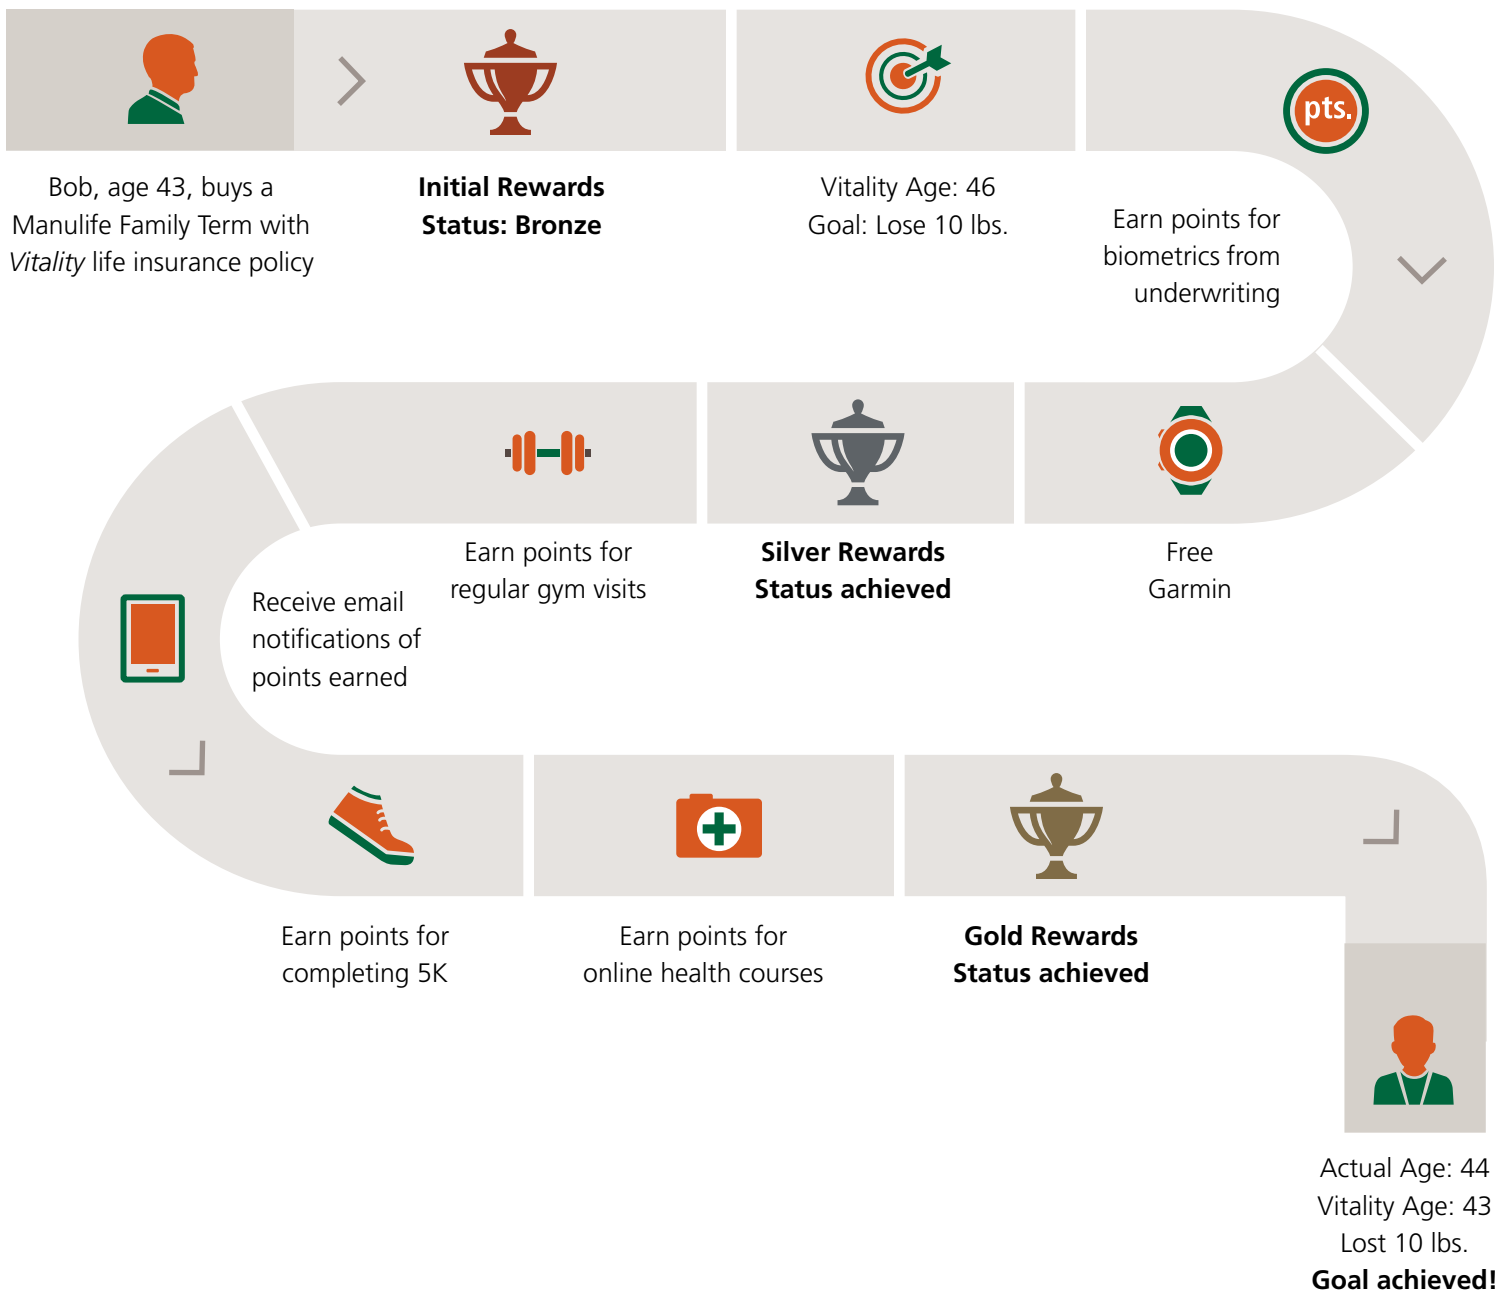 Bob, age 43, buys a
Manulife Family Term with
Vitality life insurance policy
Initial Rewards
Status: Bronze
Vitality Age: 46
Goal: Lose 10 lbs.
pts.
Earn points for
biometrics from
underwriting
Free
Garmin
Silver Rewards
Status achieved
Earn points for
regular gym visits
Receive email
notifications of
points earned
Earn points for
completing 5K
Earn points for
online health courses
Gold Rewards
Status achieved
Actual Age: 44
Vitality Age: 43
Lost 10 lbs.
Goal achieved!